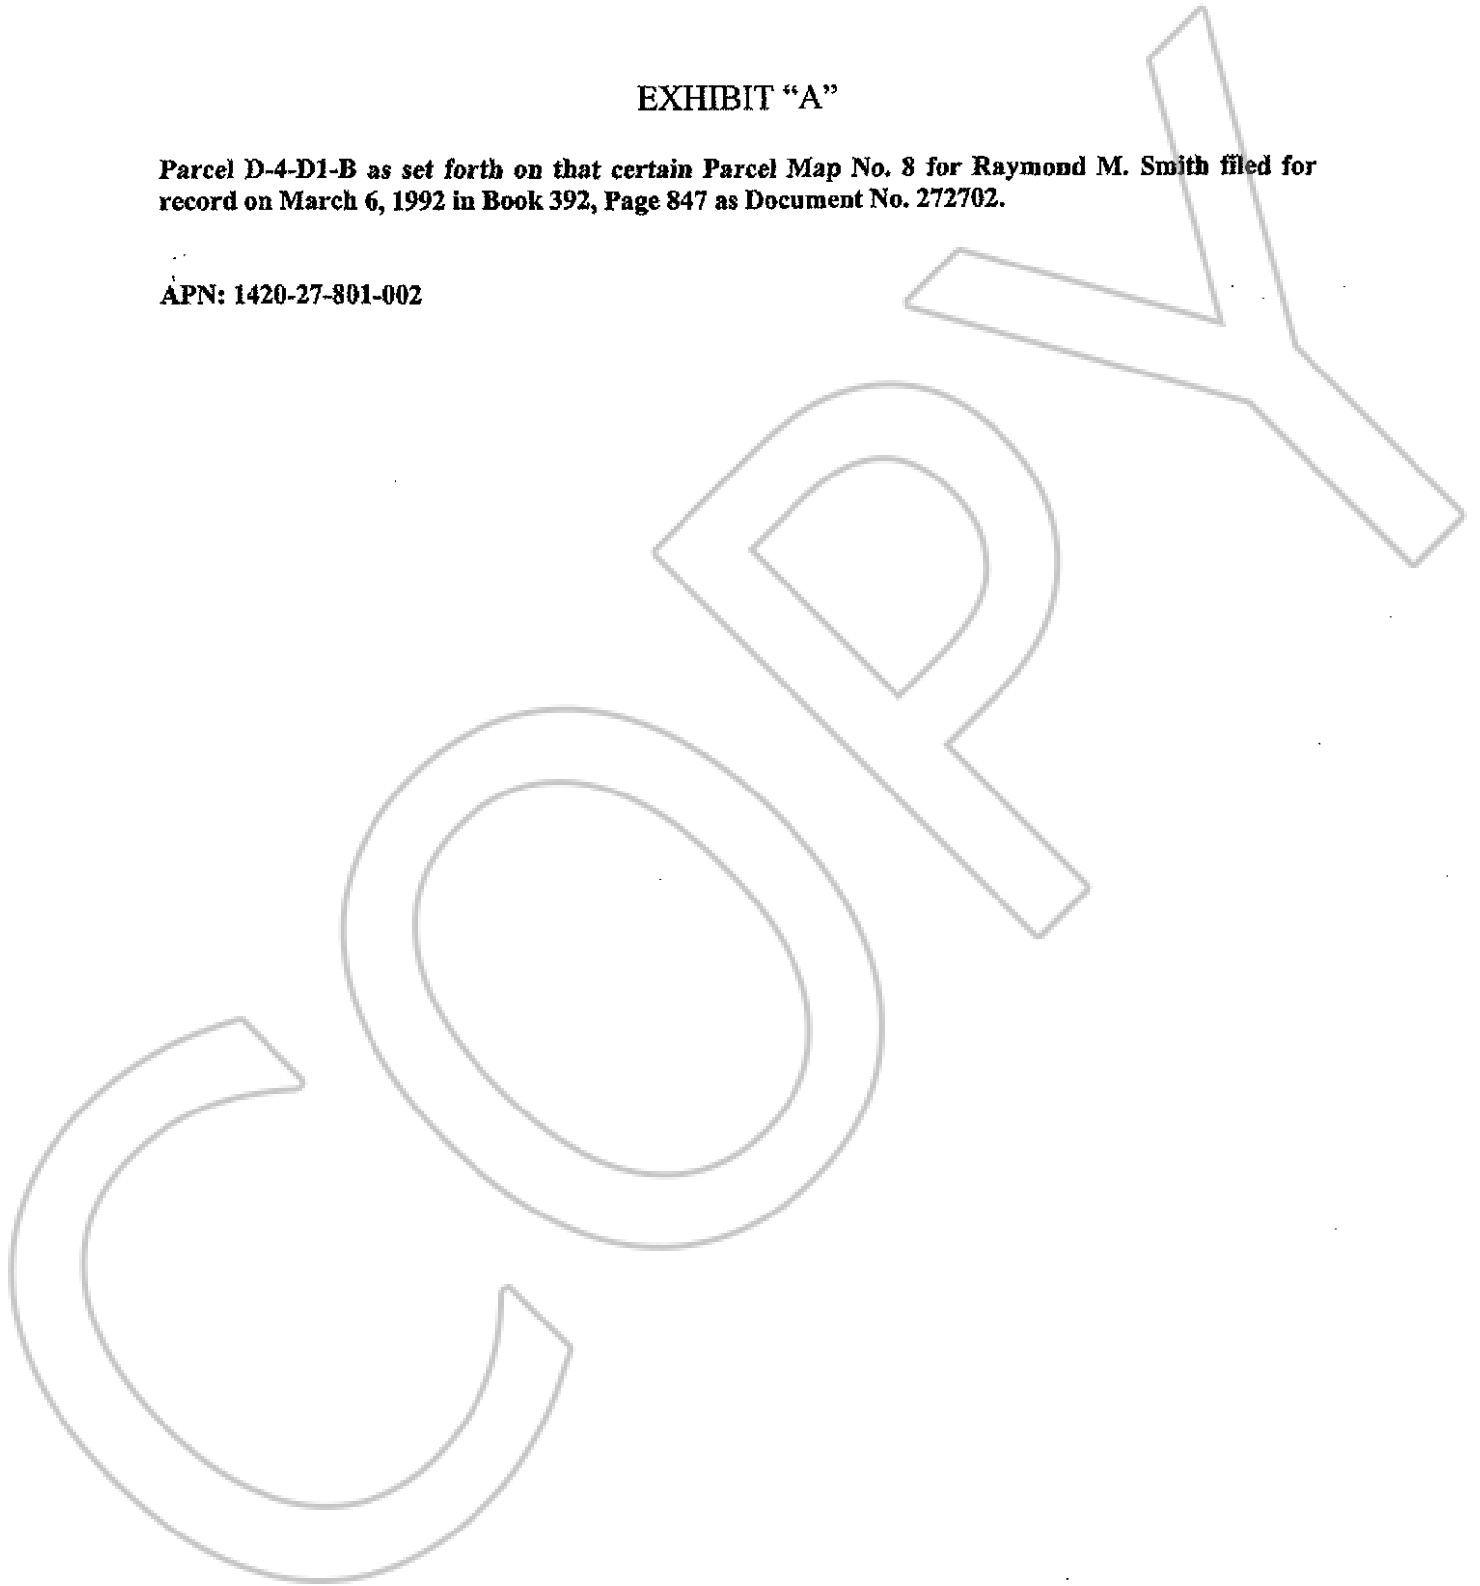 EXHIBIT “A”
Parcel D-4-D1-B as set forth on that certain Parcel Map No. 8 for Raymond M. Smith filed for
record on March 6, 1992 in Book 392, Page 847 as Document No. 272702.
APN: 1420-27-801-002
COPY